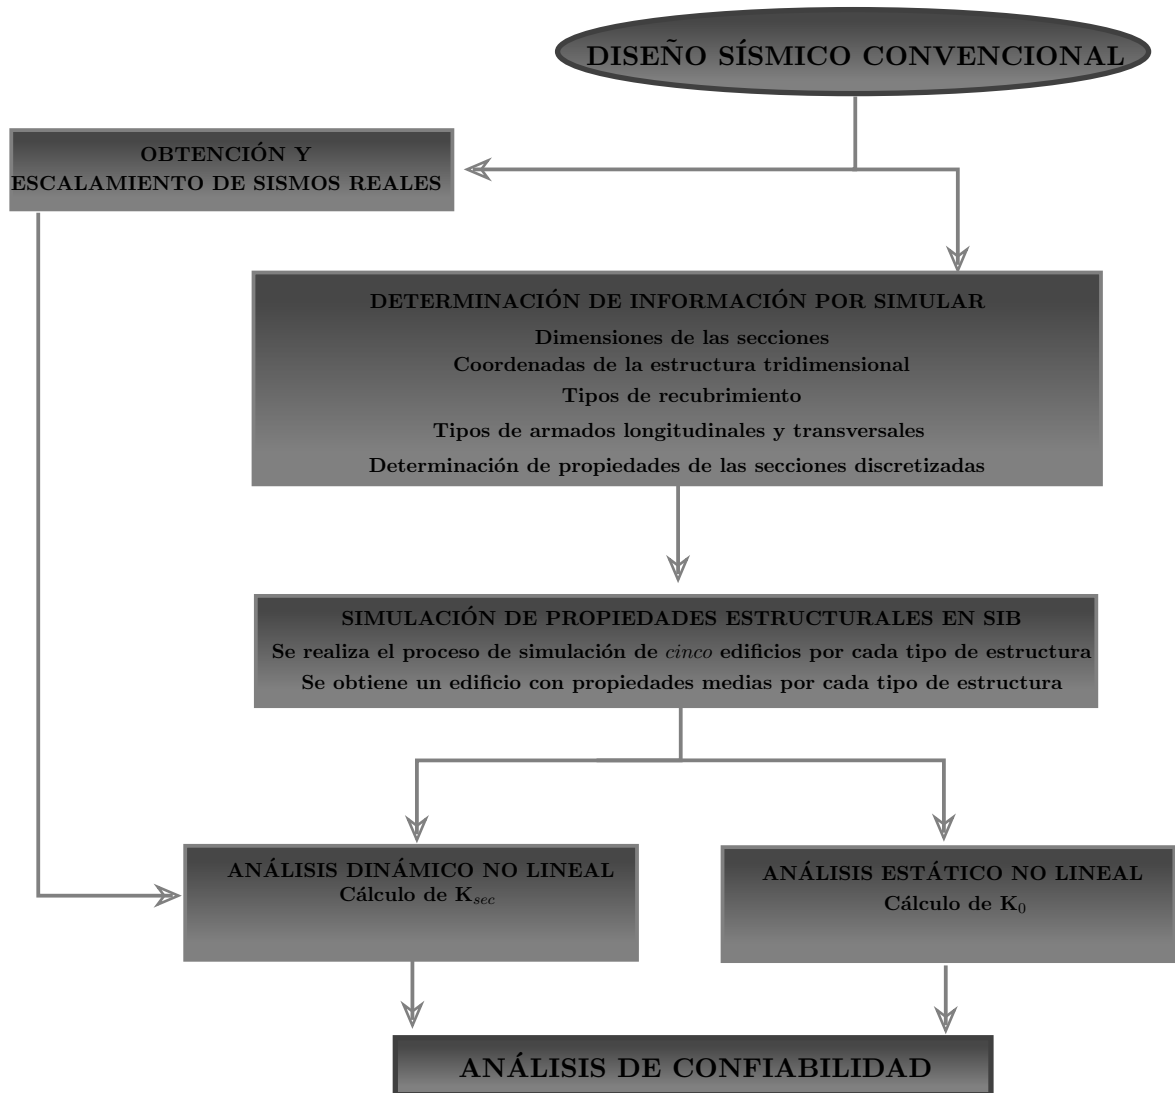 DISEÑO SÍSMICO CONVENCIONAL
OBTENCIÓN Y
ESCALAMIENTO DE SISMOS REALES
DETERMINACIÓN DE INFORMACIÓN POR SIMULAR
Dimensiones de las secciones
Coordenadas de la estructura tridimensional
Tipos de recubrimiento
Tipos de armados longitudinales y transversales
Determinación de propiedades de las secciones discretizadas
SIMULACIÓN DE PROPIEDADES ESTRUCTURALES EN SIB
Se realiza el proceso de simulación de cinco edificios por cada tipo de estructura
Se obtiene un edificio con propiedades medias por cada tipo de estructura
ANÁLISIS DINÁMICO NO LINEAL
Cálculo de K_sec
ANÁLISIS ESTÁTICO NO LINEAL
Cálculo de K_0
ANÁLISIS DE CONFIABILIDAD